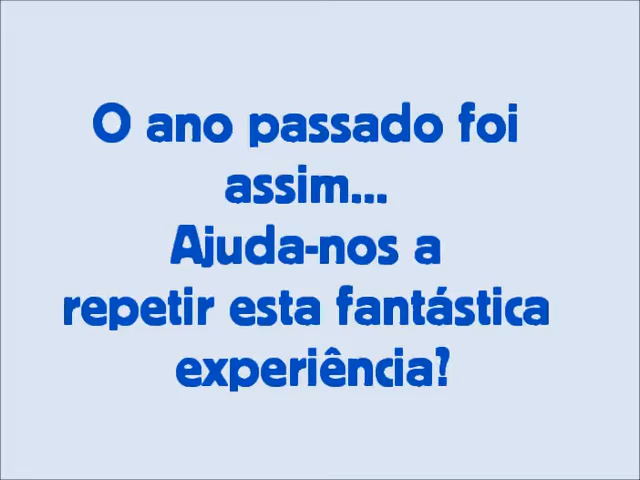 O ano passado foi
assim...
Ajuda-nos a
repetir esta fantástica
experiência?